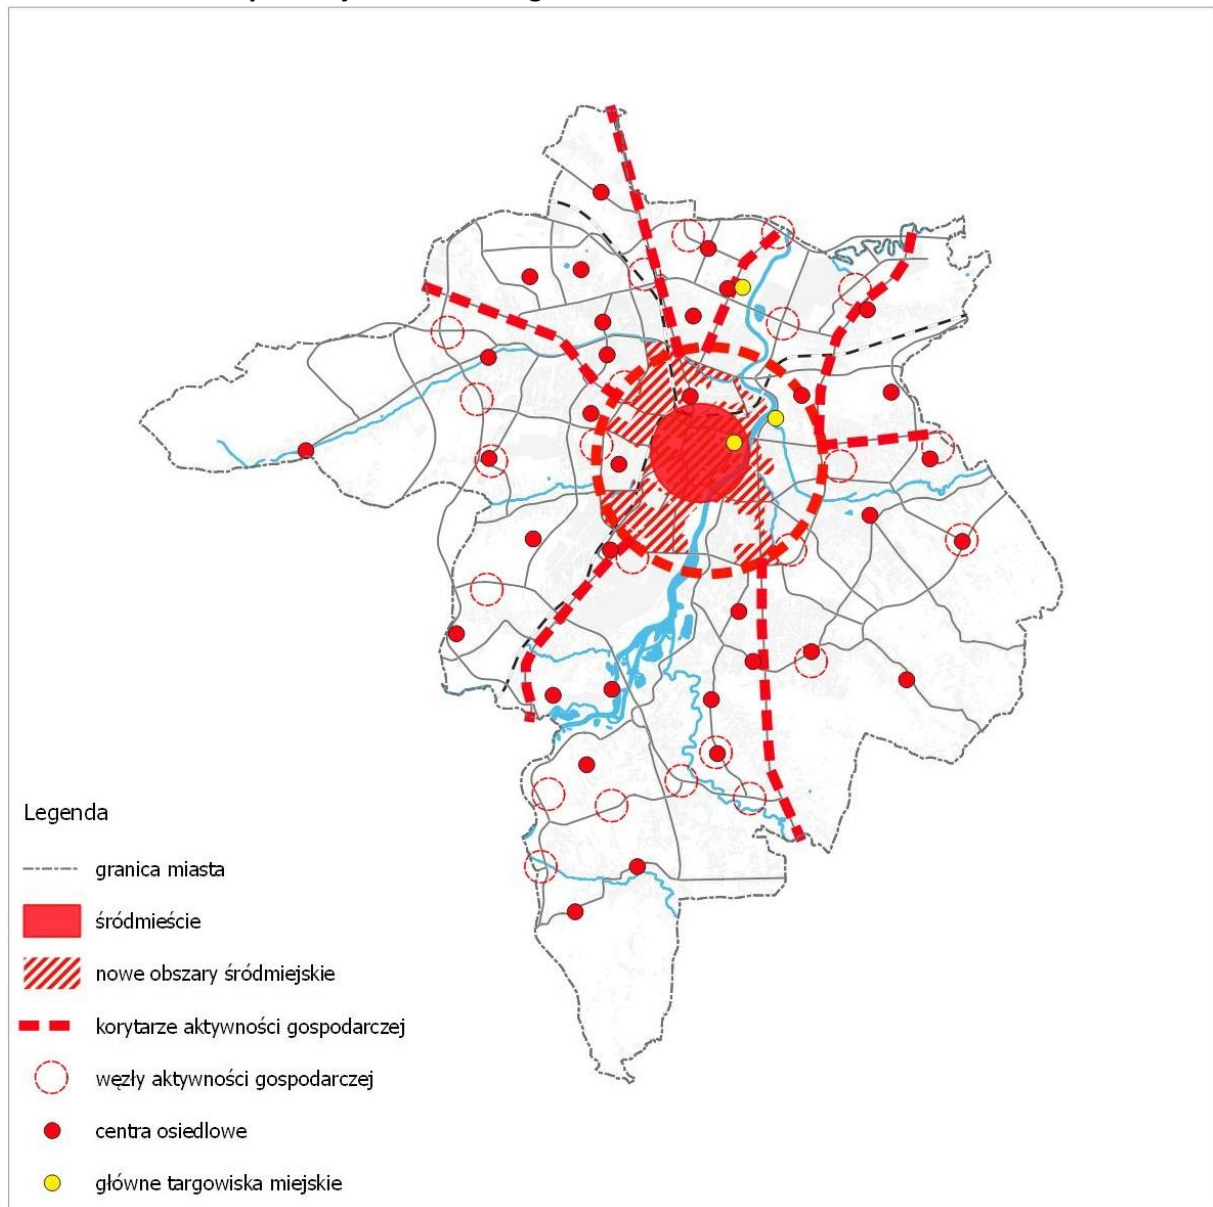 Legenda
granica miasta
śródmieście
nowe obszary śródmiejskie
korytarze aktywności gospodarczej
węzły aktywności gospodarczej
centra osiedlowe
główne targowiska miejskie